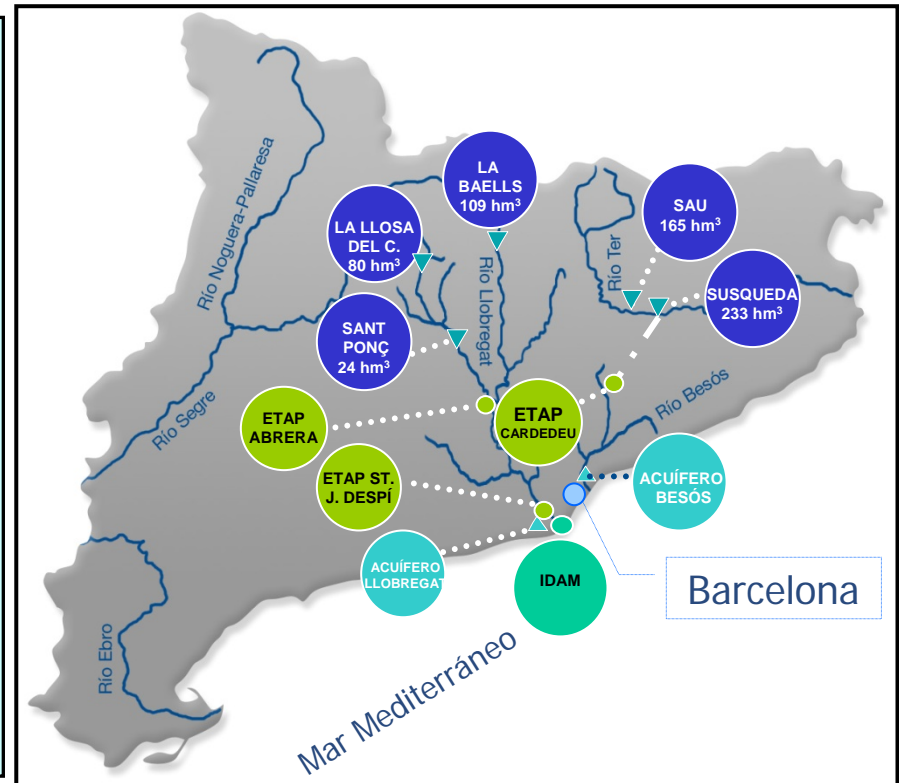 LA
BAELLS
109 hm³
LA LLOSA
DEL C.
80 hm³
SAU
165 hm³
SUSQUEDA
233 hm³
SANT
PONÇ
24 hm³
Río Noguera-Pallaresa
Río Llobregat
Río Ter
Río Segre
Río Besós
ETAP
ABRERA
ETAP
CARDEDEU
ETAP ST.
J. DESPÍ
ACUÍFERO
BESÓS
ACUÍFERO
LLOBREGAT
IDAM
Barcelona
Río Ebro
Mar Mediterráneo